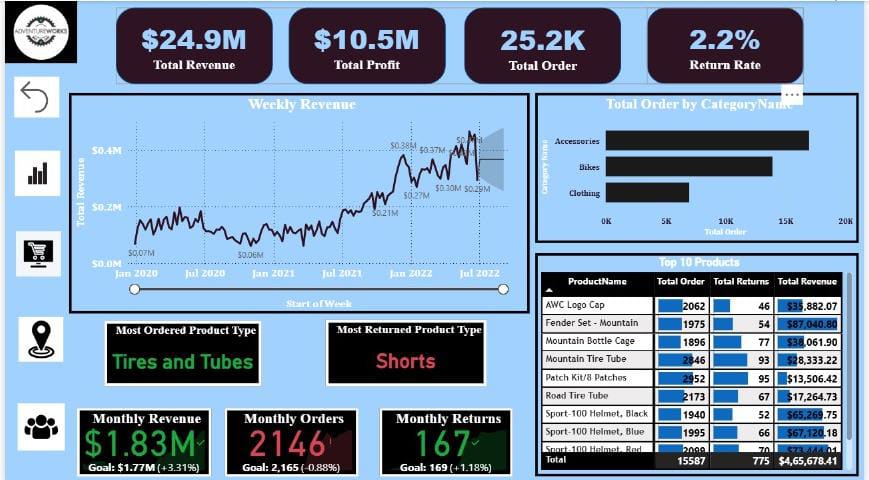 ADVENTUREWORKS
$24.9M
Total Revenue
$10.5M
Total Profit
25.2K
Total Order
2.2%
Return Rate
Weekly Revenue
Total Revenue
$0.4M
$0.2M
$0.0M
$0.07M
$0.06M
$0.21M
$0.38M
$0.27M
$0.37M
$0.30M
$0.29M
Jan 2020 Jul 2020 Jan 2021 Jul 2021 Jan 2022 Jul 2022
Start of Week
Total Order by CategoryName
Category Name
Accessories
Bikes
Clothing
0K 5K 10K 15K 20K
Total Order
Most Ordered Product Type
Tires and Tubes
Most Returned Product Type
Shorts
Monthly Revenue
$1.83M
Goal: $1.77M (+3.31%)
Monthly Orders
2146
Goal: 2,165 (-0.88%)
Monthly Returns
167
Goal: 169 (+1.18%)
Top 10 Products
ProductName Total Order Total Returns Total Revenue
AWC Logo Cap 2062 46 $35,882.07
Fender Set - Mountain 1975 54 $87,040.80
Mountain Bottle Cage 1896 77 $38,061.90
Mountain Tire Tube 2846 93 $28,333.22
Patch Kit/8 Patches 2952 95 $13,506.42
Road Tire Tube 2173 67 $17,264.73
Sport-100 Helmet, Black 1940 52 $65,269.75
Sport-100 Helmet, Blue 1995 66 $67,120.18
Sport-100 Helmet, Red 2099 70
Total 15587 775 $4,65,678.41